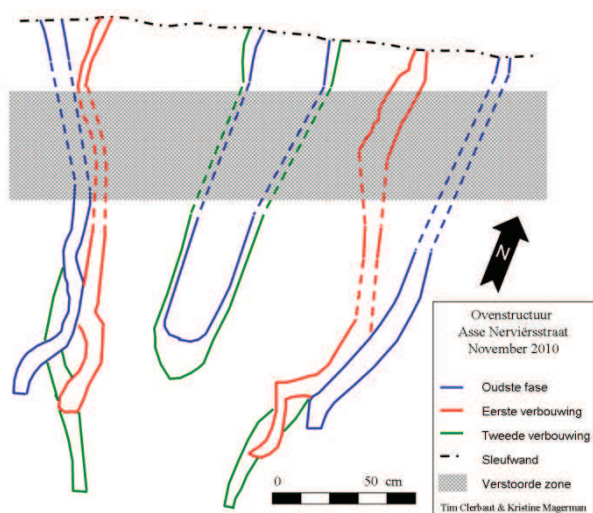 N
Ovenstructuur
Asse Nerviërsstraat
November 2010
Oudste fase
Eerste verbouwing
Tweede verbouwing
Sleufwand
Verstoorde zone
0 50 cm
Tim Clerbaut & Kristine Magerman